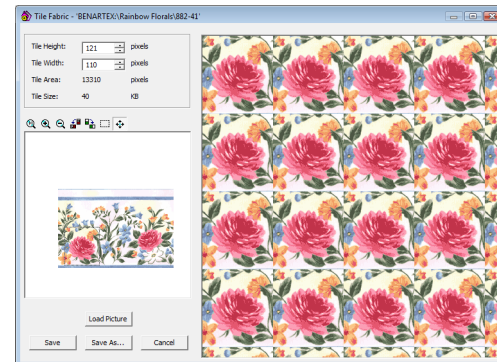 Tile Fabric - 'BENARTEX:\Rainbow Florals\882-41'
Tile Height: 121 pixels
Tile Width: 110 pixels
Tile Area: 13310 pixels
Tile Size: 40 KB
Load Picture
Save Save As... Cancel